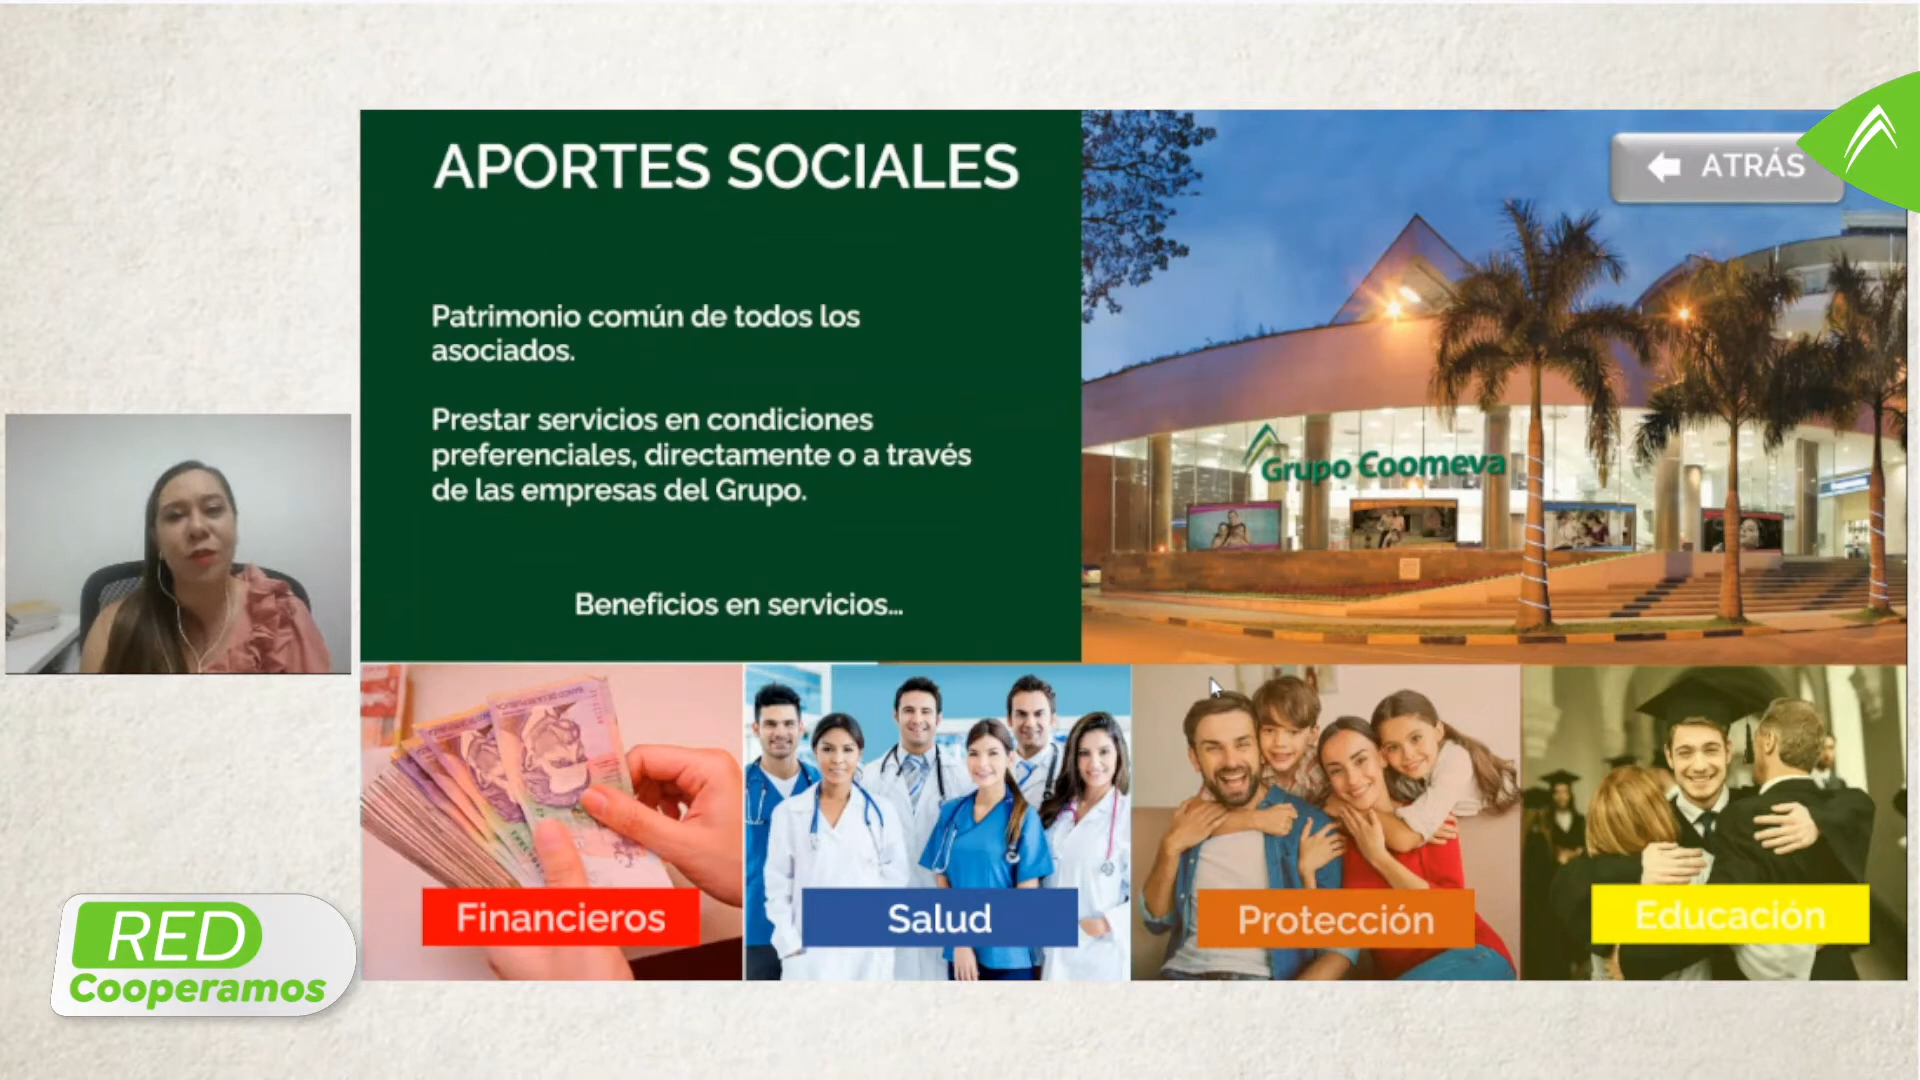 APORTES SOCIALES
ATRÁS
Patrimonio común de todos los
asociados.
Prestar servicios en condiciones
preferenciales, directamente o a través
de las empresas del Grupo.
Beneficios en servicios...
Grupo Coomeva
Financieros
Salud
Protección
Educación
RED
Cooperamos